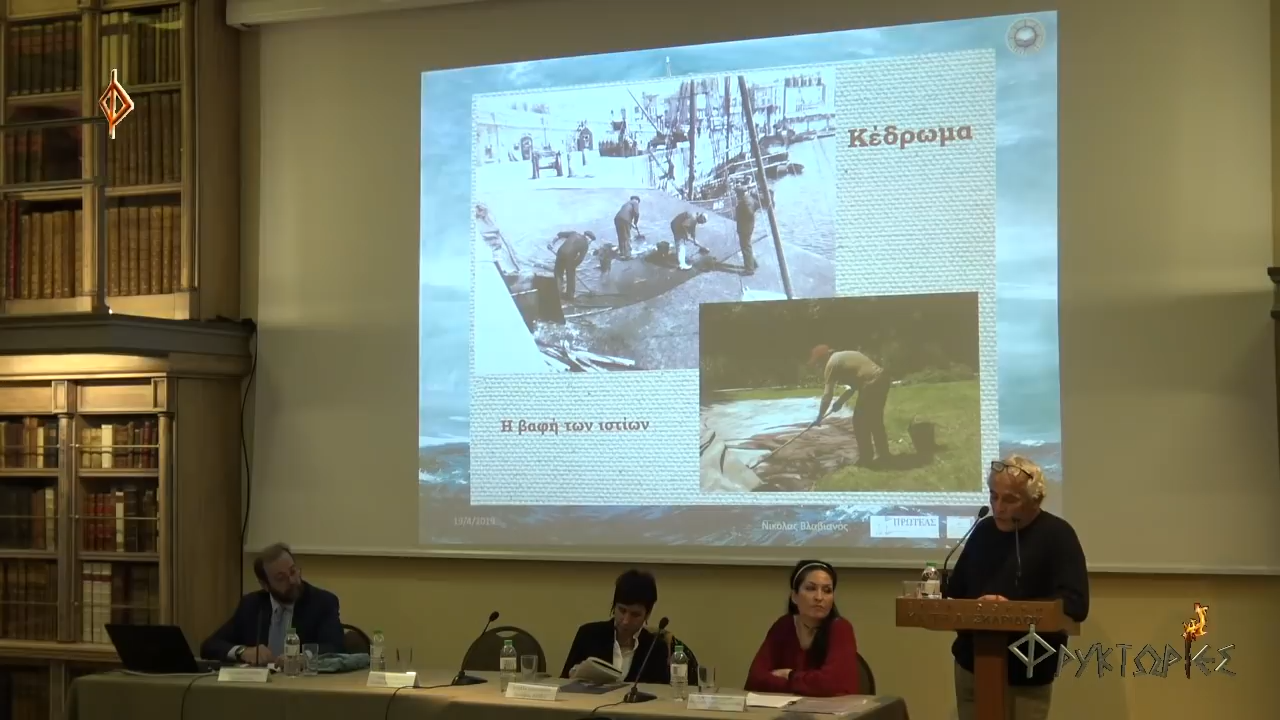 Κέδρωμα
Η βαφή των ιστίων
19/4/2019
Νικόλας Βλαβιανός
ΠΡΩΤΕΑΣ
ΦΡΥΚΤΩΡΙΕΣ